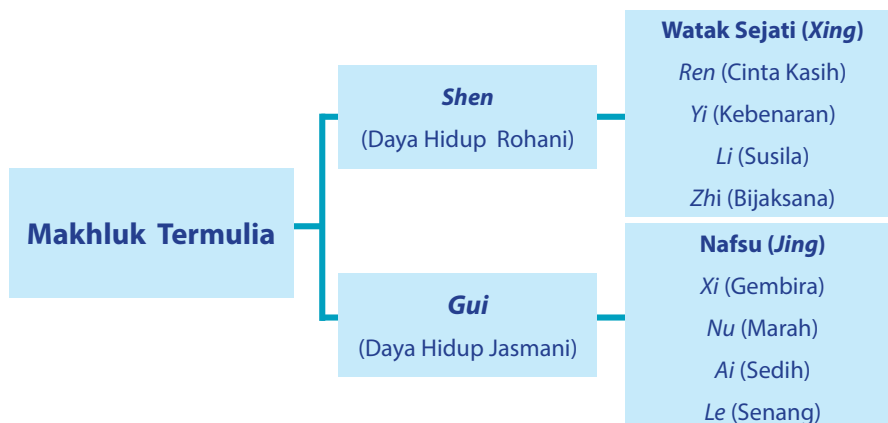 Makhluk Termulia
Shen
(Daya Hidup Rohani)
Watak Sejati (Xing)
Ren (Cinta Kasih)
Yi (Kebenaran)
Li (Susila)
Zhi (Bijaksana)
Gui
(Daya Hidup Jasmani)
Nafsu (Jing)
Xi (Gembira)
Nu (Marah)
Ai (Sedih)
Le (Senang)